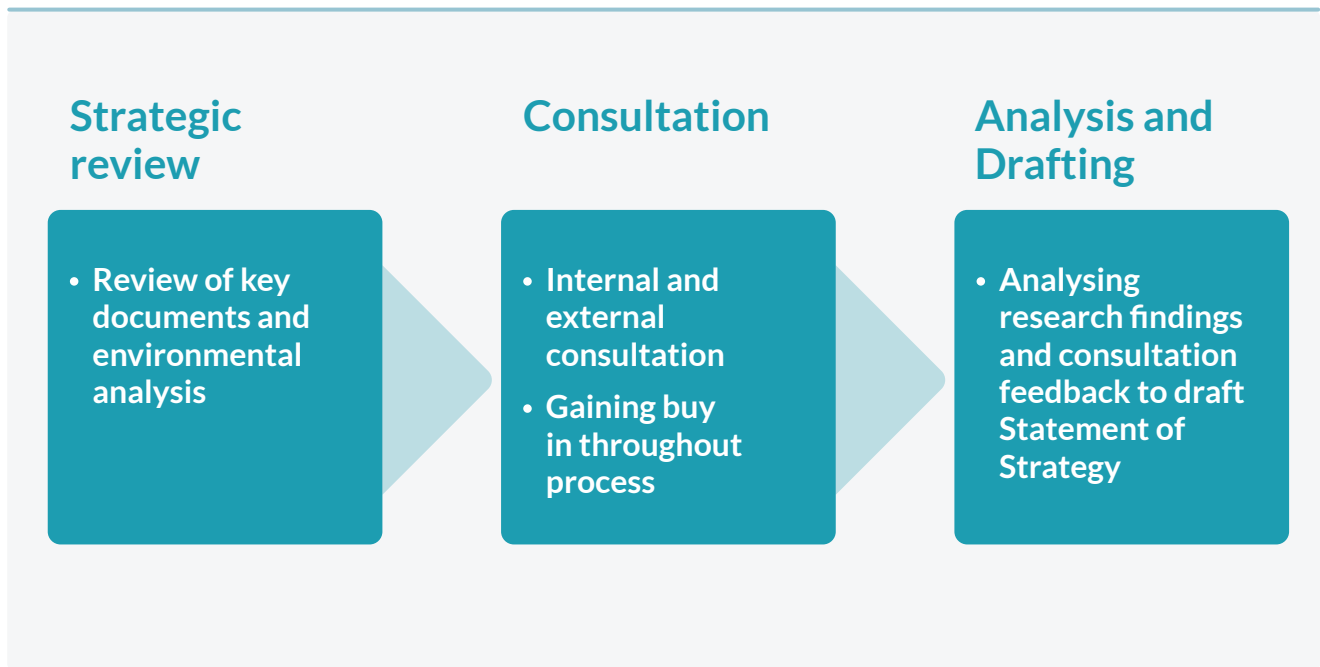 Strategic
review
• Review of key
documents and
environmental
analysis
Consultation
• Internal and
external
consultation
• Gaining buy
in throughout
process
Analysis and
Drafting
• Analysing
research findings
and consultation
feedback to draft
Statement of
Strategy